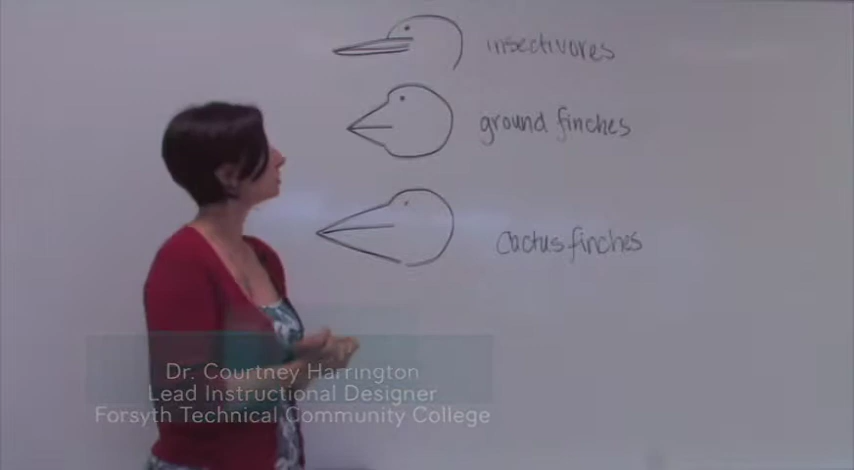 insectivores
ground finches
Cactus finches
Dr. Courtney Harrington
Lead Instructional Designer
Forsyth Technical Community College